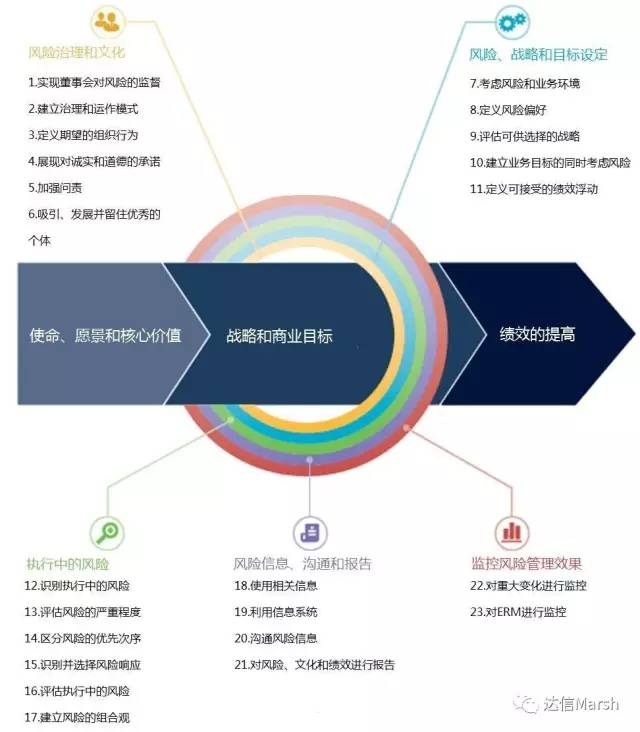 风险治理和文化
1.实现董事会对风险的监督
2.建立治理和运作模式
3.定义期望的组织行为
4.展现对诚实和道德的承诺
5.加强问责
6.吸引、发展并留住优秀的
个体
风险、战略和目标设定
7.考虑风险和业务环境
8.定义风险偏好
9.评估可供选择的战略
10.建立业务目标的同时考虑风险
11.定义可接受的绩效浮动
使命、愿景和核心价值
战略和商业目标
绩效的提高
执行中的风险
12.识别执行中的风险
13.评估风险的严重程度
14.区分风险的优先次序
15.识别并选择风险响应
16.评估执行中的风险
17.建立风险的组合观
风险信息、沟通和报告
18.使用相关信息
19.利用信息系统
20.沟通风险信息
21.对风险、文化和绩效进行报告
监控风险管理效果
22.对重大变化进行监控
23.对ERM进行监控
达信Marsh